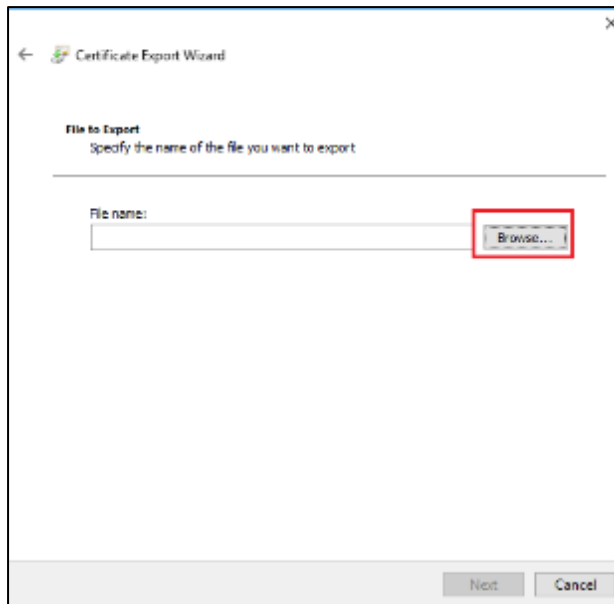 Certificate Export Wizard
File to Export
Specify the name of the file you want to export
File name:
Browse...
Next
Cancel